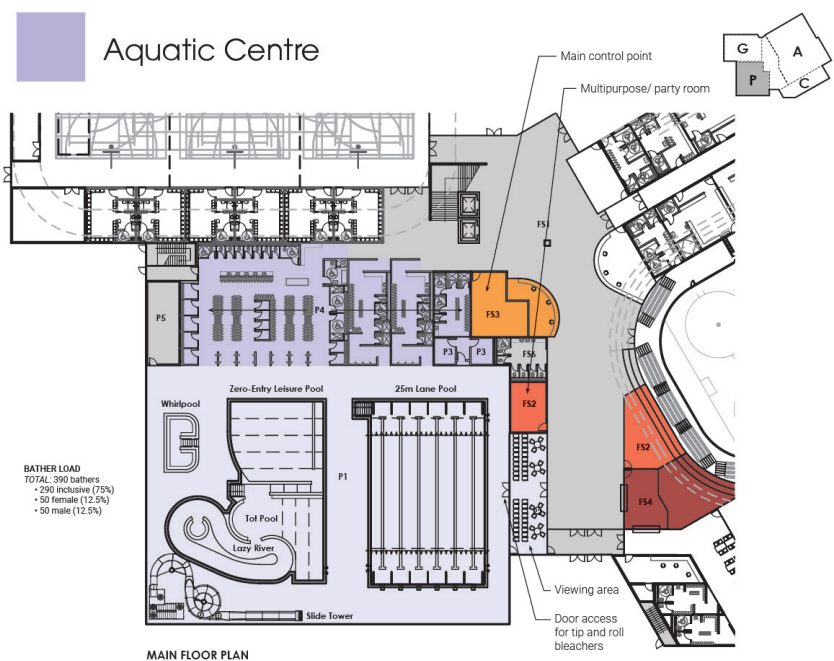 Aquatic Centre
Main control point
Multipurpose/ party room
G
A
P
C
FS1
P5
P4
FS3
P3
P3
FS6
Zero-Entry Leisure Pool
25m Lane Pool
Whirlpool
FS2
FS2
BATHER LOAD
TOTAL: 390 bathers
• 290 inclusive (75%)
• 50 female (12.5%)
• 50 male (12.5%)
P1
FS4
Tot Pool
Lazy River
Viewing area
Slide Tower
Door access
for tip and roll
bleachers
MAIN FLOOR PLAN